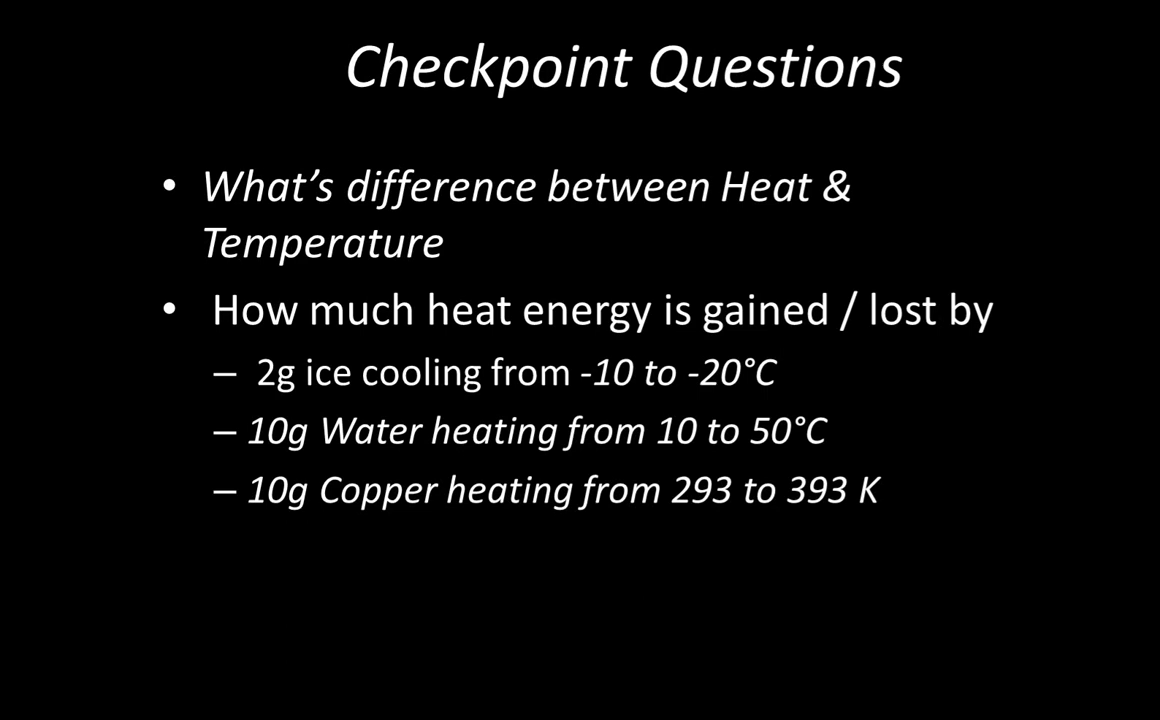 Checkpoint Questions
• What's difference between Heat &
Temperature
• How much heat energy is gained / lost by
– 2g ice cooling from -10 to -20°C
– 10g Water heating from 10 to 50°C
– 10g Copper heating from 293 to 393 K